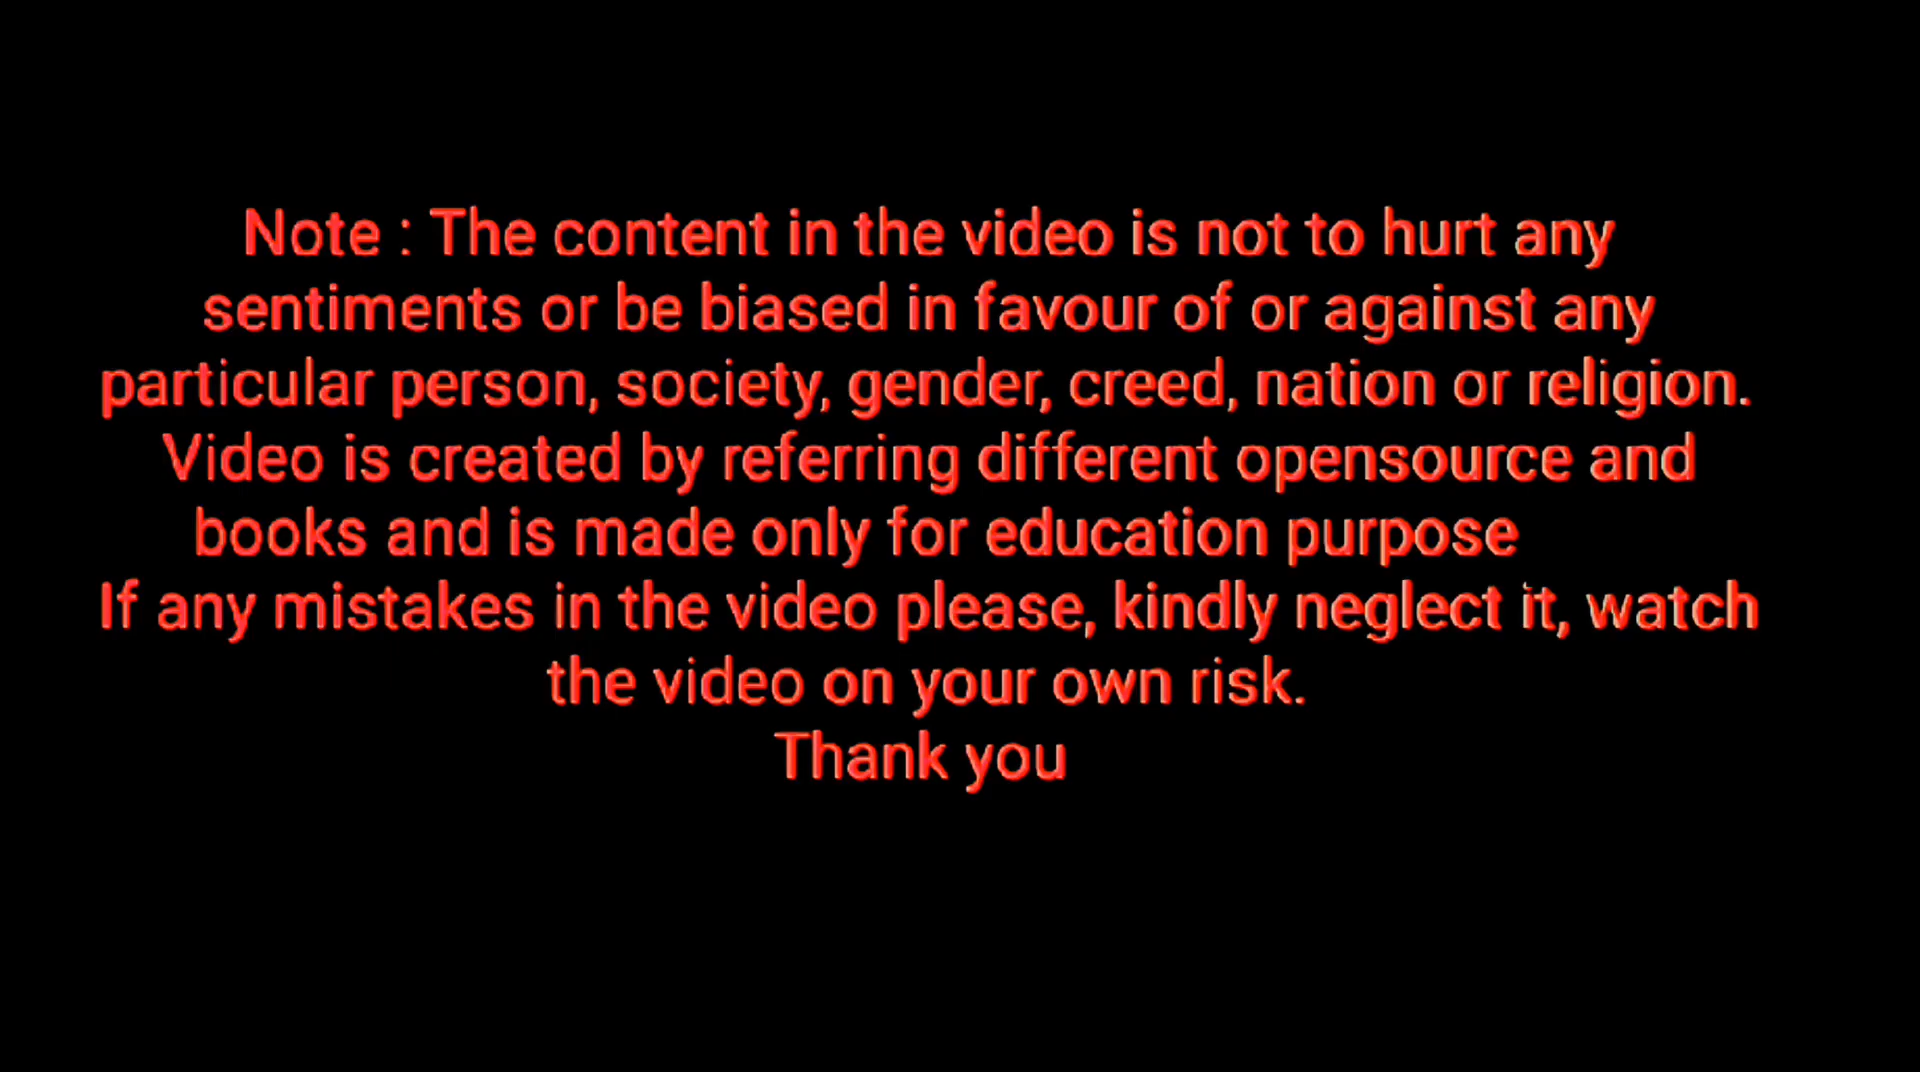 Note : The content in the video is not to hurt any
sentiments or be biased in favour of or against any
particular person, society, gender, creed, nation or religion.
Video is created by referring different opensource and
books and is made only for education purpose
If any mistakes in the video please, kindly neglect it, watch
the video on your own risk.
Thank you